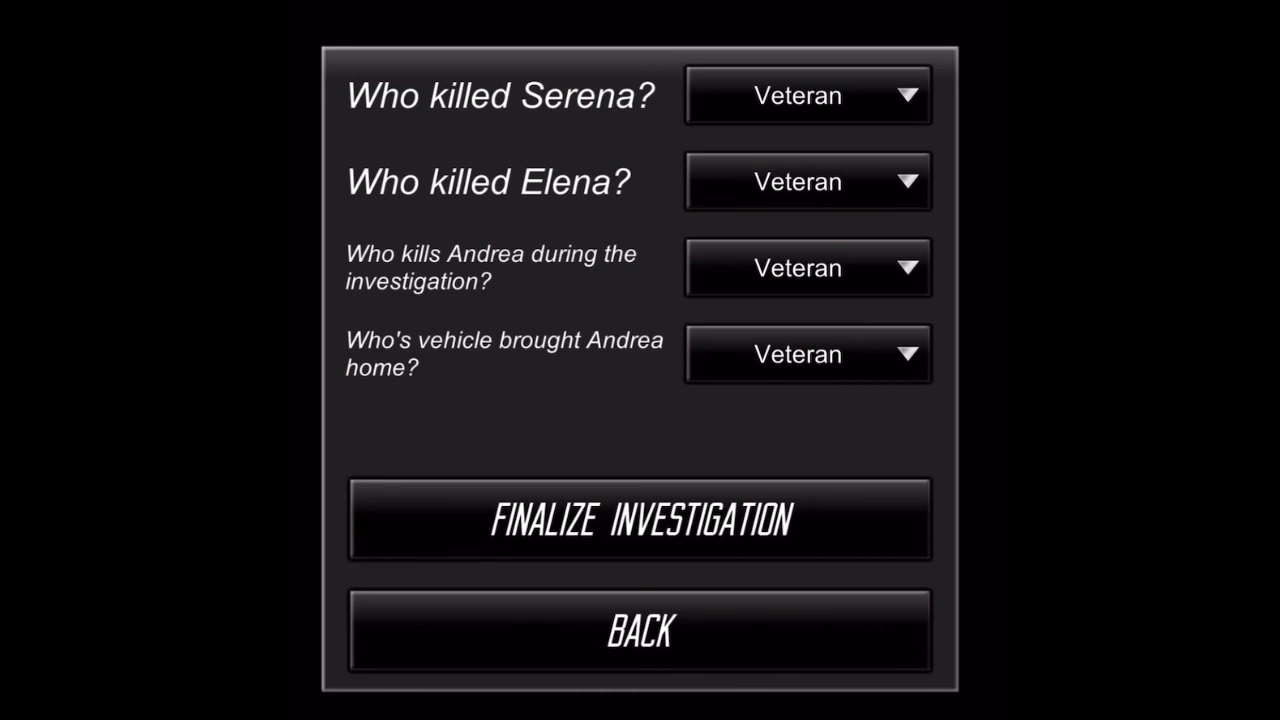 Who killed Serena?
Veteran
Who killed Elena?
Veteran
Who kills Andrea during the
investigation?
Veteran
Who's vehicle brought Andrea
home?
Veteran
FINALIZE INVESTIGATION
BACK